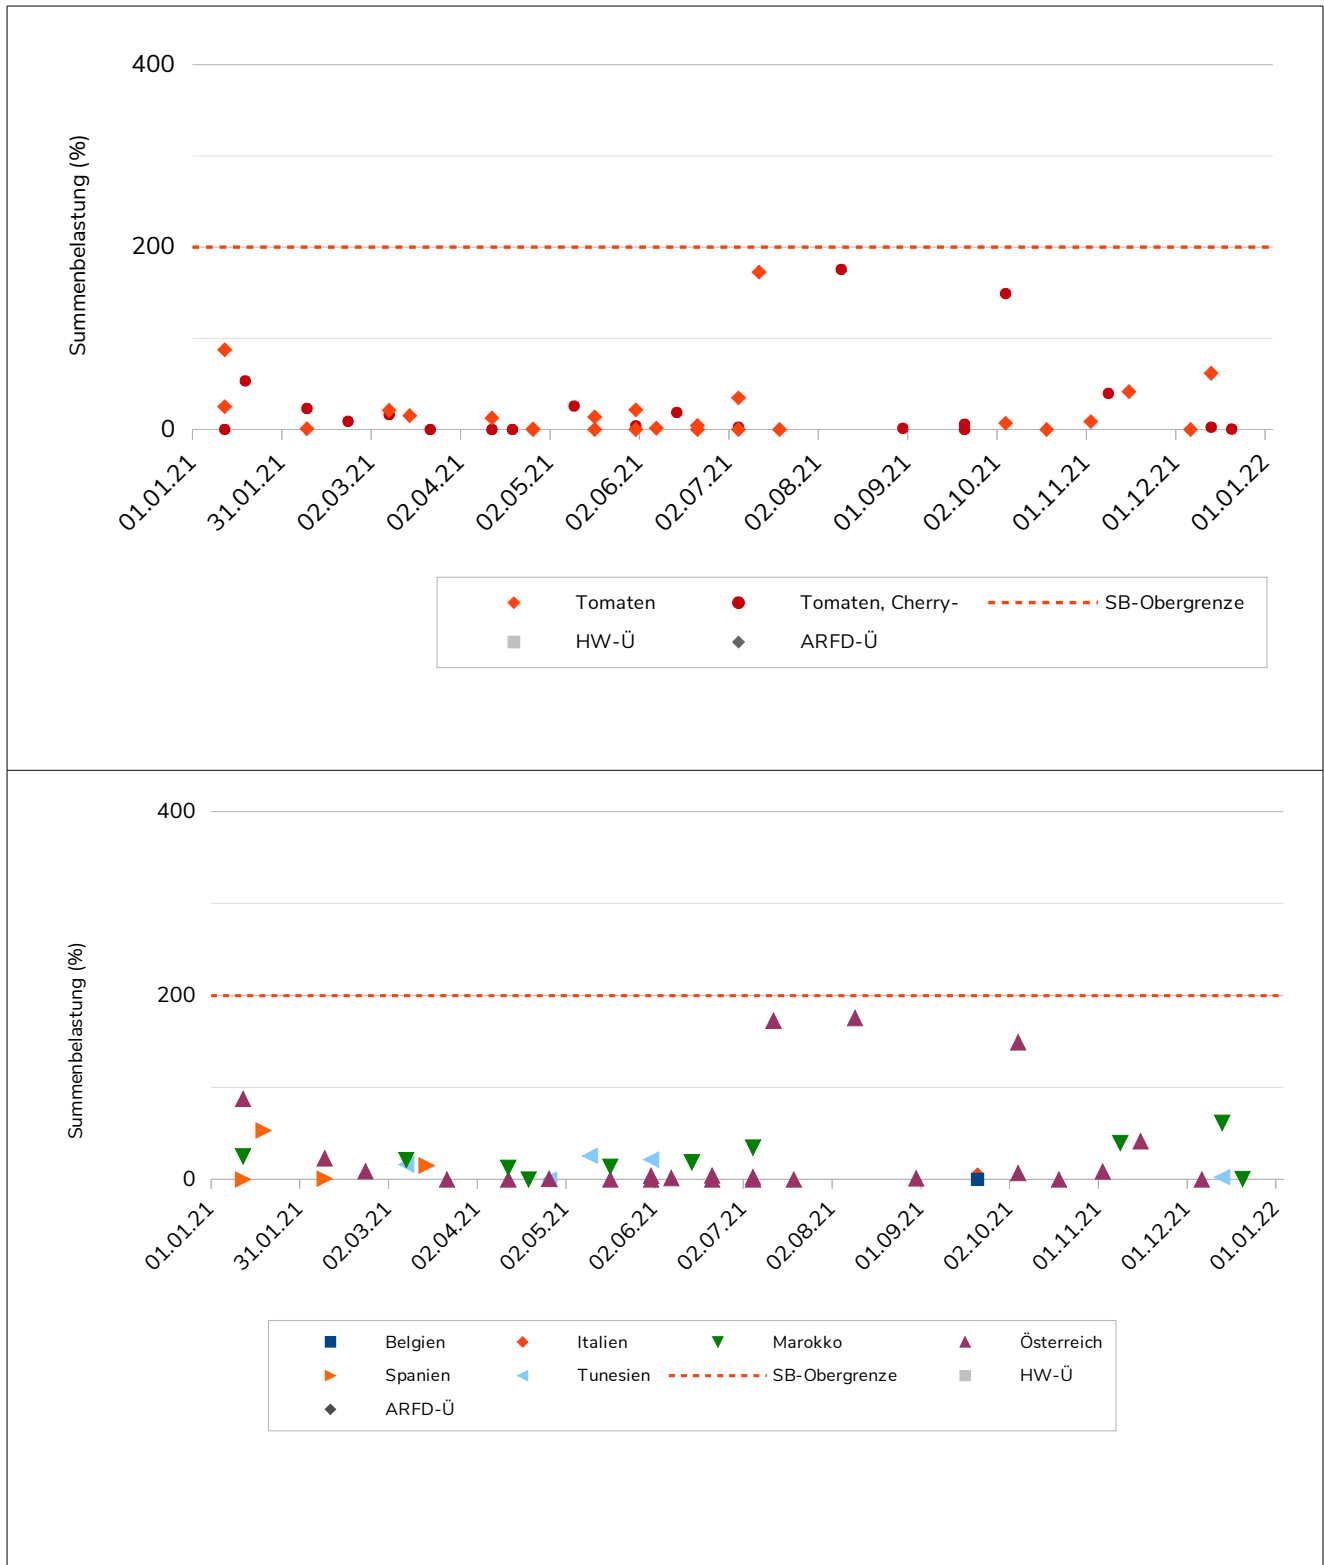 400
Summenbelastung (%)
200
0
01.01.21
31.01.21
02.03.21
02.04.21
02.05.21
02.06.21
02.07.21
02.08.21
01.09.21
02.10.21
01.11.21
01.12.21
01.01.22
Tomaten
Tomaten, Cherry-
SB-Obergrenze
HW-Ü
ARFD-Ü
400
Summenbelastung (%)
200
0
01.01.21
31.01.21
02.03.21
02.04.21
02.05.21
02.06.21
02.07.21
02.08.21
01.09.21
02.10.21
01.11.21
01.12.21
01.01.22
Belgien
Italien
Marokko
Österreich
Spanien
Tunesien
SB-Obergrenze
HW-Ü
ARFD-Ü